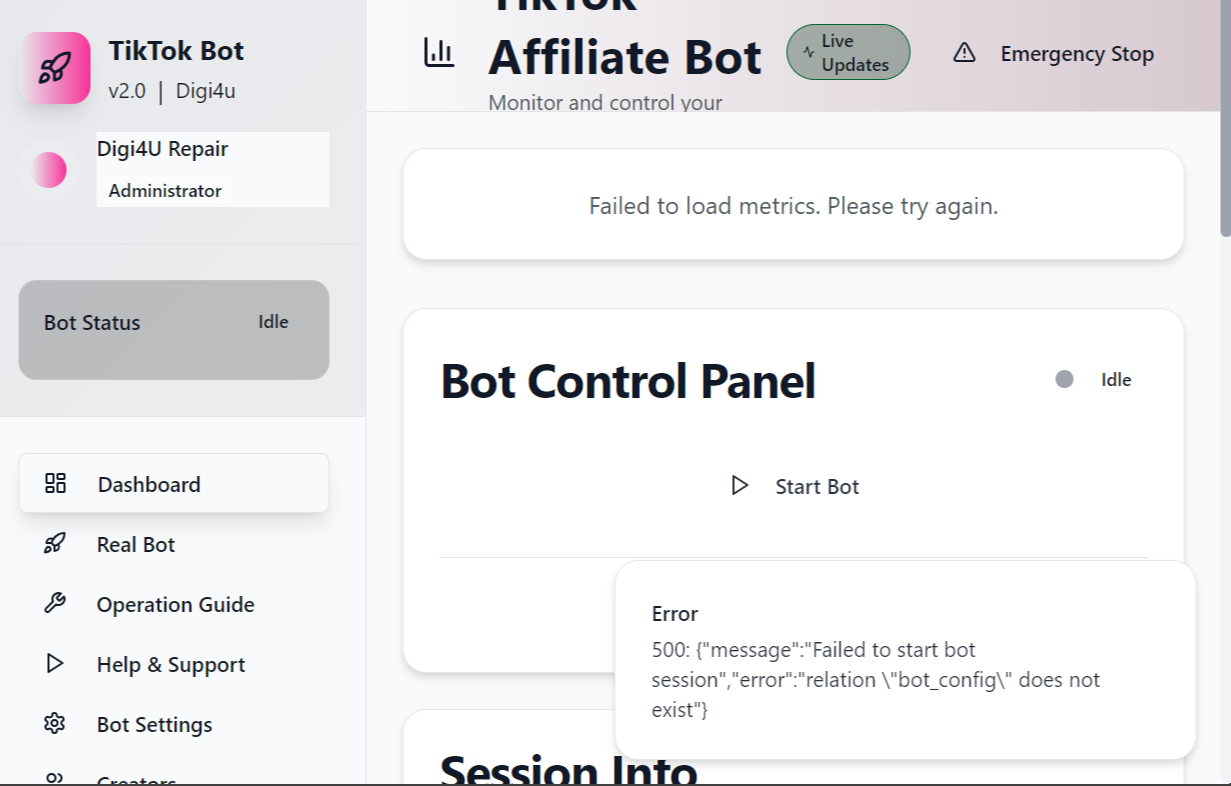 TikTok Bot
v2.0 | Digi4u
Digi4U Repair
Administrator
Bot Status
Idle
Dashboard
Real Bot
Operation Guide
Help & Support
Bot Settings
Creators
TikTok
Affiliate Bot
Monitor and control your
Live
Updates
Emergency Stop
Failed to load metrics. Please try again.
Bot Control Panel
Idle
Start Bot
Error
500: {"message":"Failed to start bot
session","error":"relation \"bot_config\" does not
exist"}
Session Info